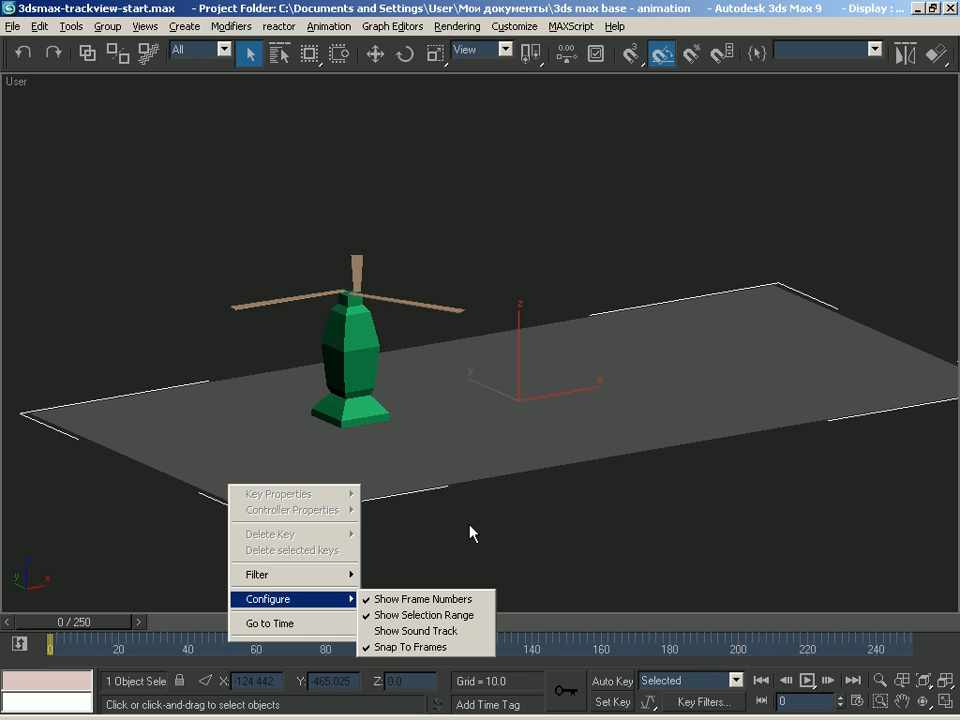 3dsmax-trackview-start.max - Project Folder: C:\Documents and Settings\User\Мои документы\3ds max base - animation - Autodesk 3ds Max 9 - Display : ...
File Edit Tools Group Views Create Modifiers reactor Animation Graph Editors Rendering Customize MAXScript Help
All View 0.00 3 %
User
z
y x
Key Properties
Controller Properties
Delete Key
Delete selected keys
Filter
Configure
Go to Time
Show Frame Numbers
Show Selection Range
Show Sound Track
Snap To Frames
z
y x
< 0 / 250 >
20 40 60 80 140 160 180 200 220 240
1 Object Sele X: -124.442 Y: -465.025 Z: 0.0 Grid = 10.0 Auto Key Selected
Click or click-and-drag to select objects Add Time Tag Set Key Key Filters... 0